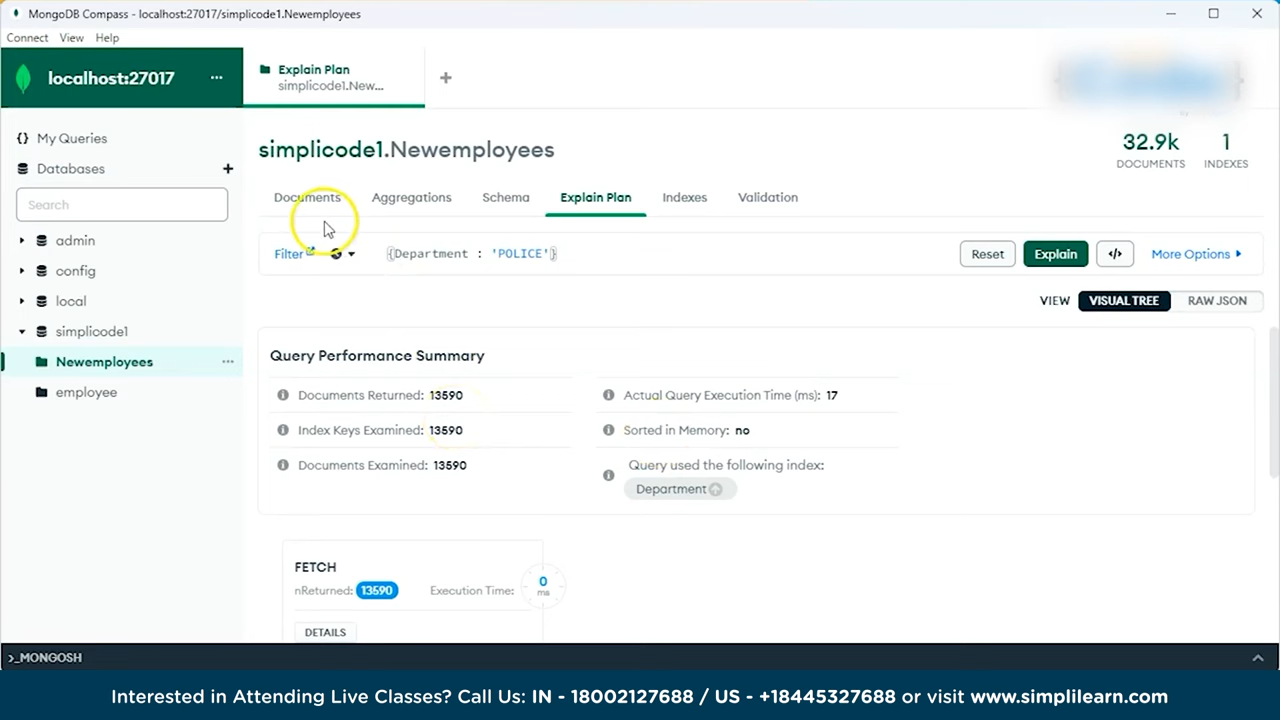 MongoDB Compass - localhost:27017/simplicode1.Newemployees
Connect View Help
localhost:27017 ...
Explain Plan
simplicode1.New...
My Queries
Databases
Search
admin
config
local
simplicode1
Newemployees ...
employee
simplicode1.Newemployees
32.9k
DOCUMENTS
1
INDEXES
Documents Aggregations Schema Explain Plan Indexes Validation
Filter {Department : 'POLICE'} Reset Explain </> More Options
VIEW VISUAL TREE RAW JSON
Query Performance Summary
Documents Returned: 13590
Index Keys Examined: 13590
Documents Examined: 13590
Actual Query Execution Time (ms): 17
Sorted in Memory: no
Query used the following index:
Department
FETCH
nReturned: 13590 Execution Time: 0 ms
DETAILS
>_MONGOSH
Interested in Attending Live Classes? Call Us: IN - 18002127688 / US - +18445327688 or visit www.simplilearn.com